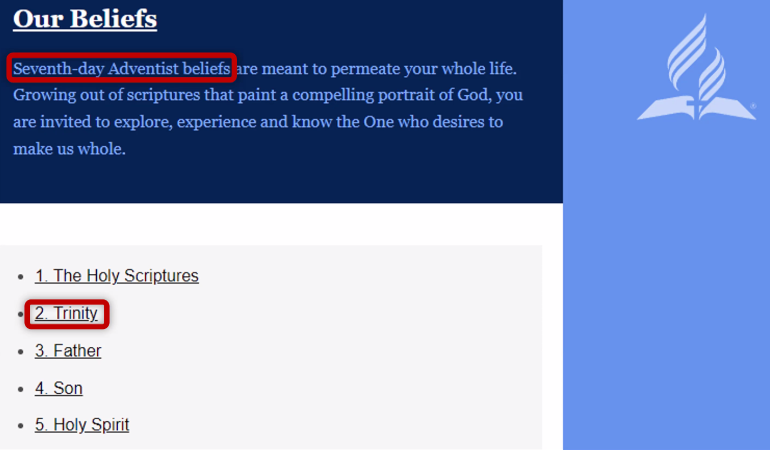 Our Beliefs
Seventh-day Adventist beliefs are meant to permeate your whole life.
Growing out of scriptures that paint a compelling portrait of God, you
are invited to explore, experience and know the One who desires to
make us whole.
1. The Holy Scriptures
2. Trinity
3. Father
4. Son
5. Holy Spirit
®